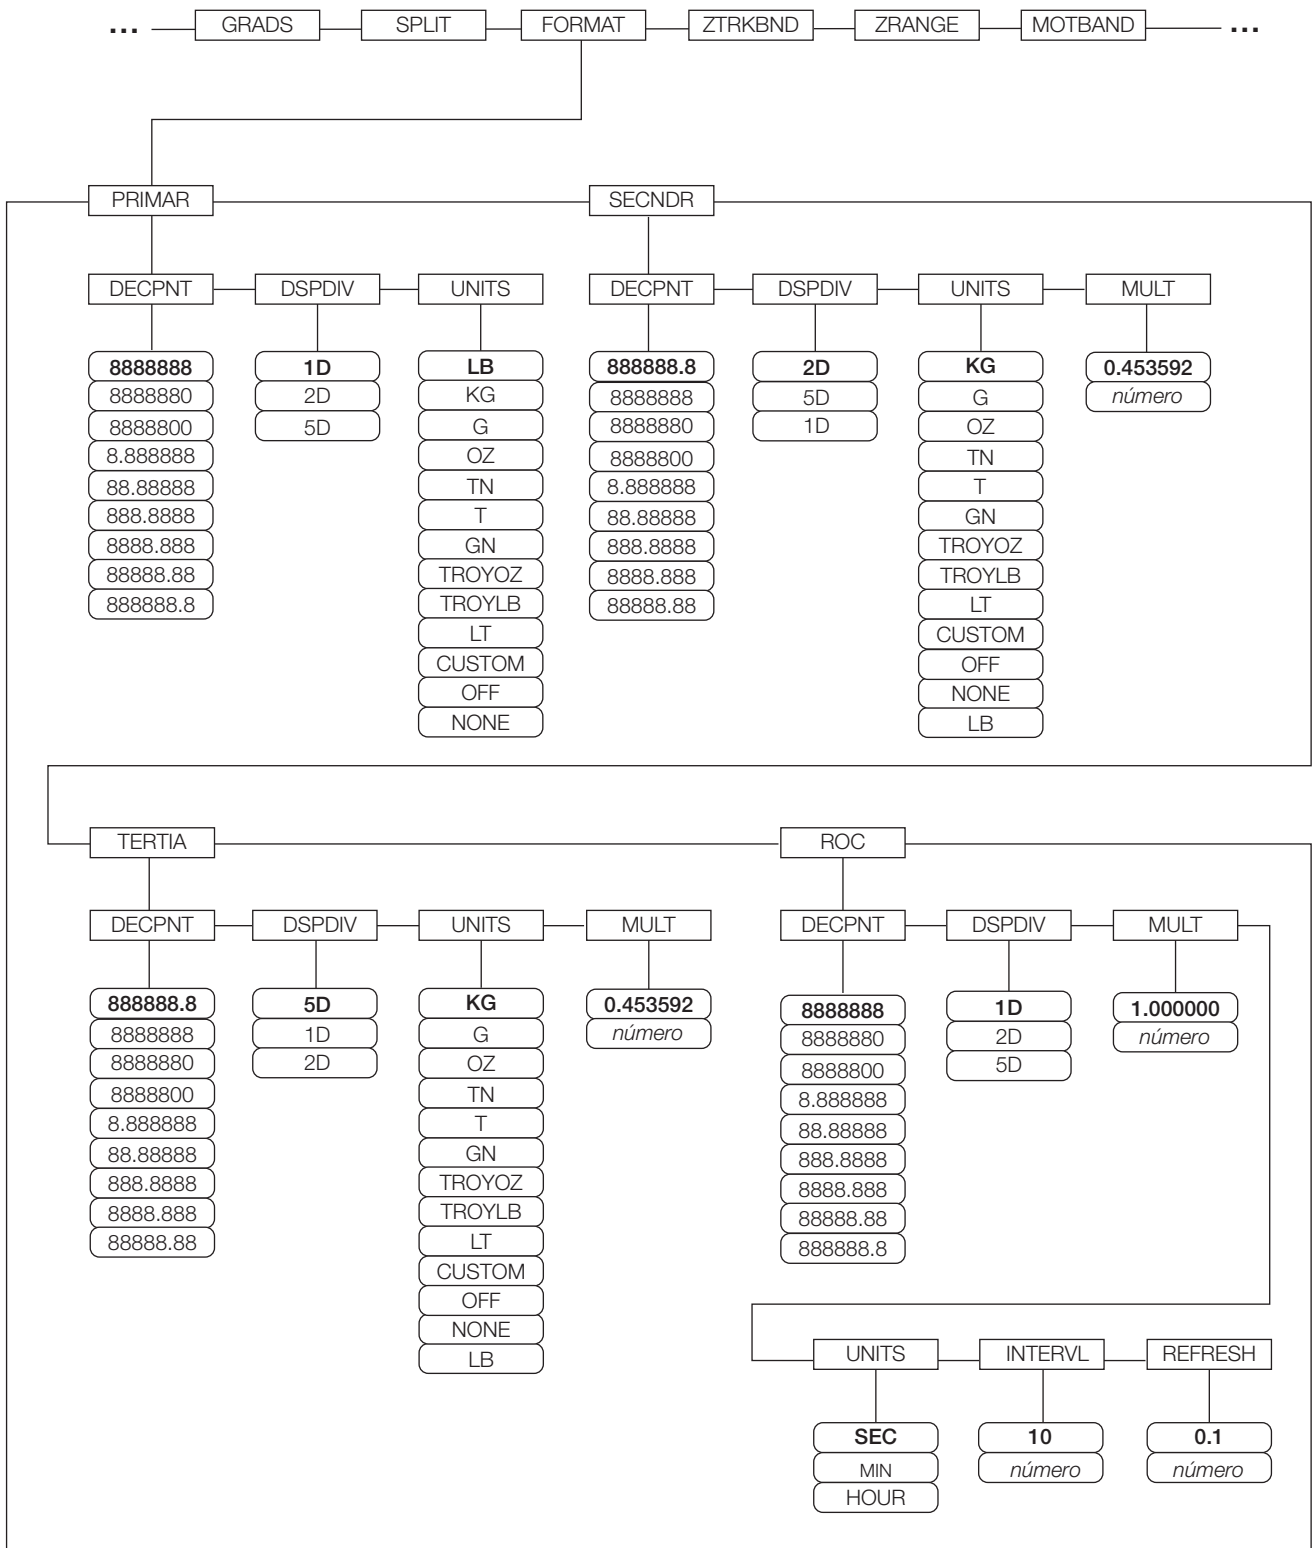 ... GRADS SPLIT FORMAT ZTRKBND ZRANGE MOTBAND ...
PRIMAR SECNDR
DECPNT DSPDIV UNITS DECPNT DSPDIV UNITS MULT
8888888 1D LB 888888.8 2D KG 0.453592
8888880 2D KG 8888888 5D G número
8888800 5D G 8888880 1D OZ
8.888888 OZ 8888800 TN
88.88888 TN 8.888888 T
888.8888 T 88.88888 GN
8888.888 GN 888.8888 TROYOZ
88888.88 TROYOZ 8888.888 TROYLB
888888.8 TROYLB 88888.88 LT
LT CUSTOM
CUSTOM OFF
OFF NONE
NONE LB
TERTIA ROC
DECPNT DSPDIV UNITS MULT DECPNT DSPDIV MULT
888888.8 5D KG 0.453592 8888888 1D 1.000000
8888888 1D G número 8888880 2D número
8888880 2D OZ 8888800 5D
8888800 TN 8.888888
8.888888 T 88.88888
88.88888 GN 888.8888
888.8888 TROYOZ 8888.888
8888.888 TROYLB 88888.88
88888.88 LT 888888.8
CUSTOM
OFF
NONE
LB
UNITS INTERVL REFRESH
SEC 10 0.1
MIN número número
HOUR